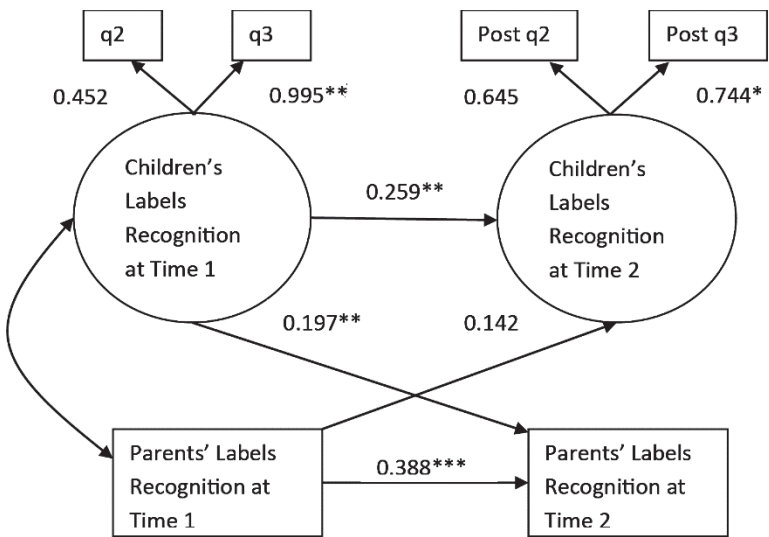 q2
q3
Post q2
Post q3
0.452
0.995**
0.645
0.744*
Children's
Labels
Recognition
at Time 1
0.259**
Children's
Labels
Recognition
at Time 2
0.197**
0.142
Parents' Labels
Recognition at
Time 1
0.388***
Parents' Labels
Recognition at
Time 2